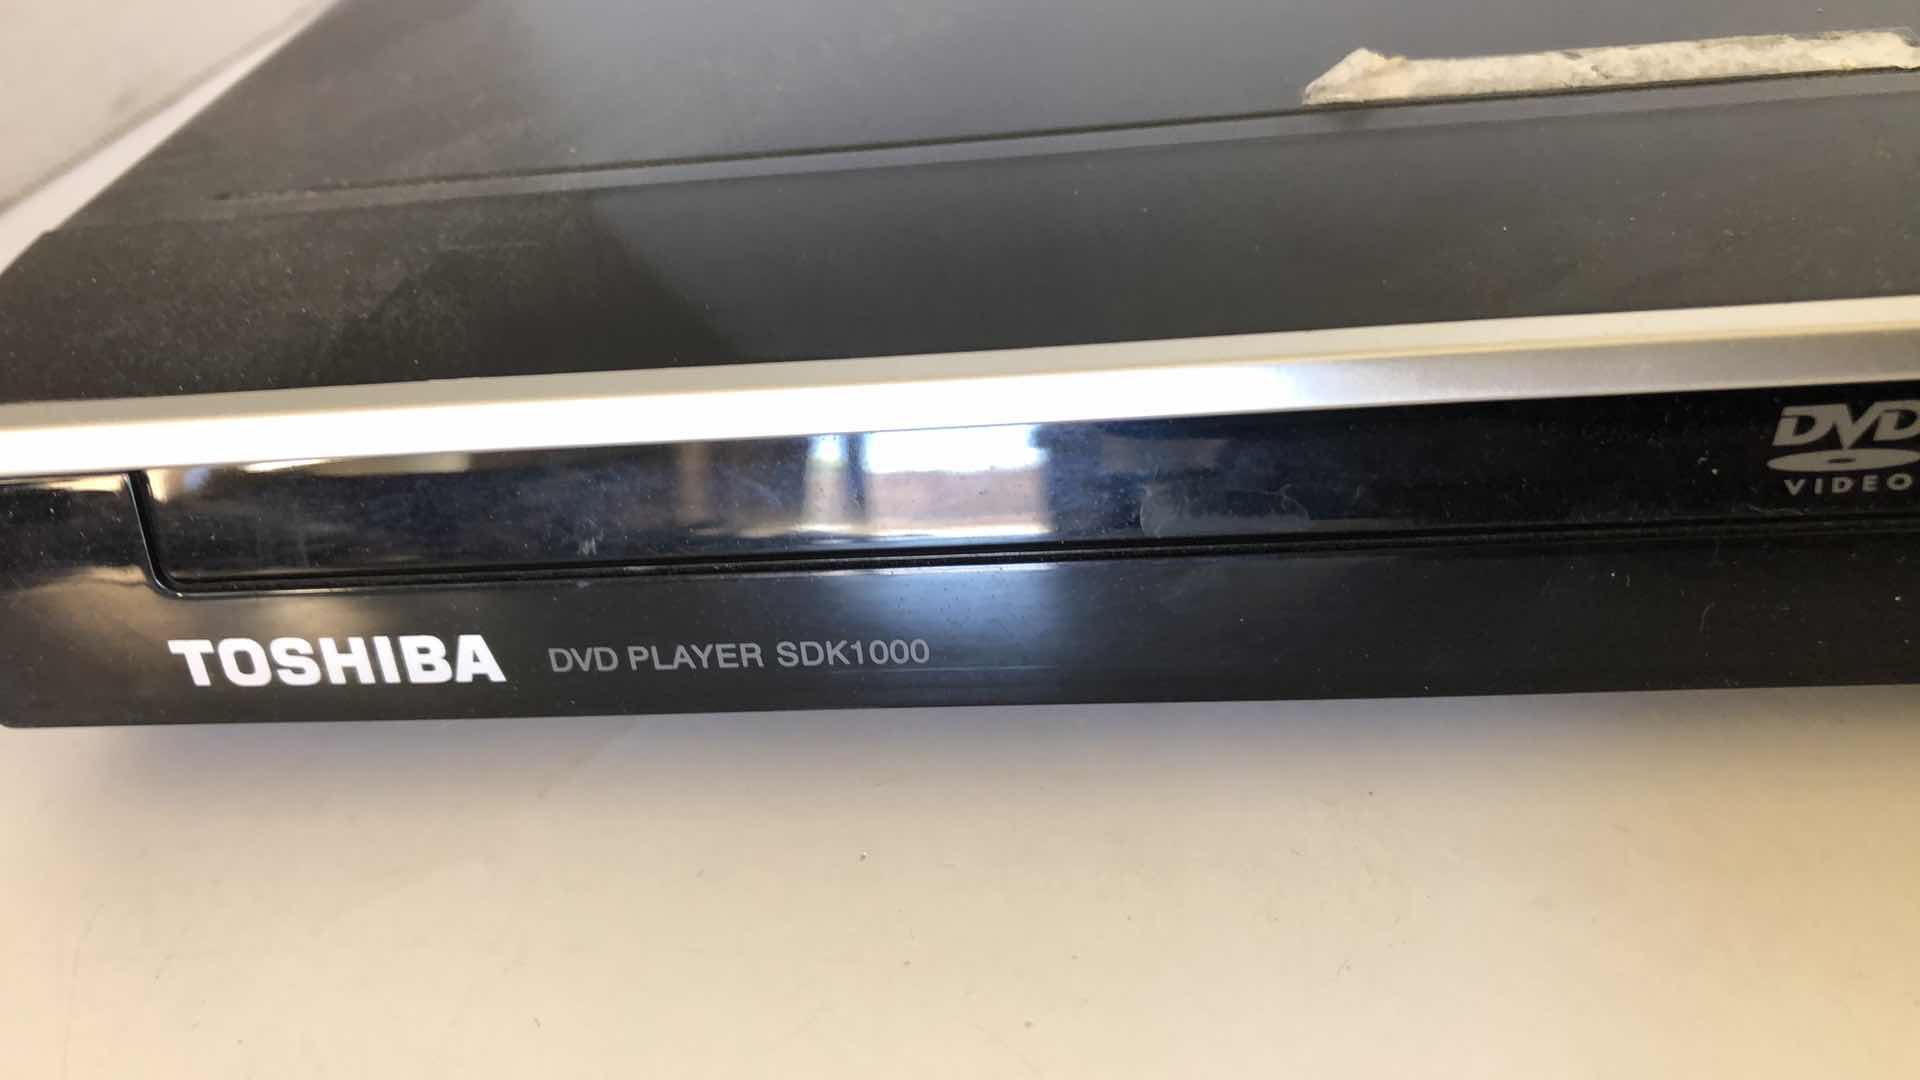 DVD
VIDEO
TOSHIBA DVD PLAYER SDK1000